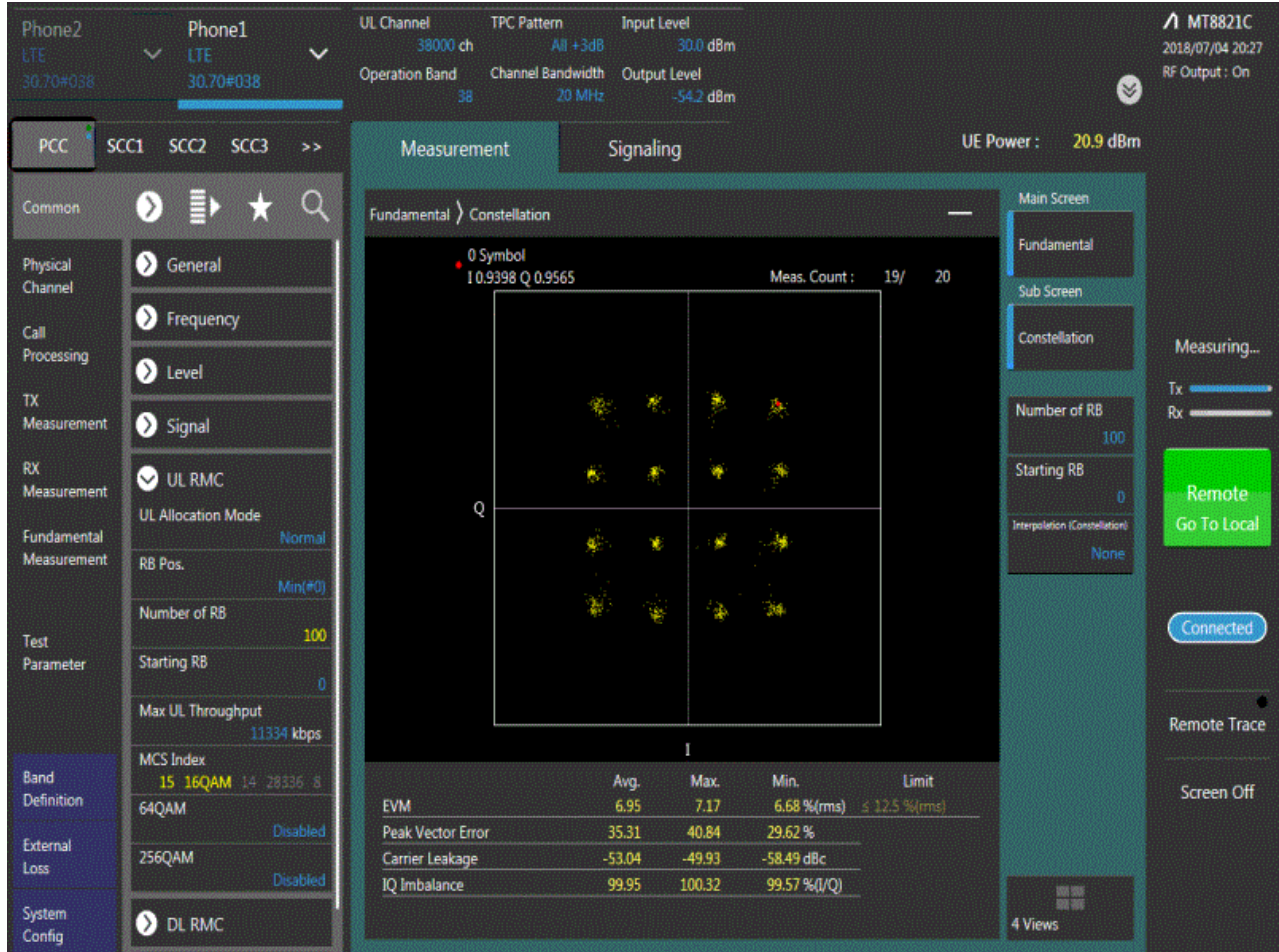 Phone2
LTE
30.70#038
Phone1
LTE
30.70#038
UL Channel
38000 ch
TPC Pattern
All +3dB
Input Level
30.0 dBm
Operation Band
38
Channel Bandwidth
20 MHz
Output Level
-54.2 dBm
MT8821C
2018/07/04 20:27
RF Output : On
PCC SCC1 SCC2 SCC3 >>
Measurement
Signaling
UE Power : 20.9 dBm
Common
Physical
Channel
Call
Processing
TX
Measurement
RX
Measurement
Fundamental
Measurement
Test
Parameter
Band
Definition
External
Loss
System
Config
General
Frequency
Level
Signal
UL RMC
UL Allocation Mode
Normal
RB Pos.
Min(#0)
Number of RB
100
Starting RB
0
Max UL Throughput
11334 kbps
MCS Index
15 16QAM 14 28336 8
64QAM
Disabled
256QAM
Disabled
DL RMC
Fundamental 〉 Constellation
0 Symbol
I 0.9398 Q 0.9565
Meas. Count : 19/ 20
Q
I
Avg. Max. Min. Limit
EVM 6.95 7.17 6.68 %(rms) ≤ 12.5 %(rms)
Peak Vector Error 35.31 40.84 29.62 %
Carrier Leakage -53.04 -49.93 -58.49 dBc
IQ Imbalance 99.95 100.32 99.57 %(I/Q)
Main Screen
Fundamental
Sub Screen
Constellation
Number of RB
100
Starting RB
0
Interpolation (Constellation)
None
4 Views
Measuring...
Tx
Rx
Remote
Go To Local
Connected
Remote Trace
Screen Off